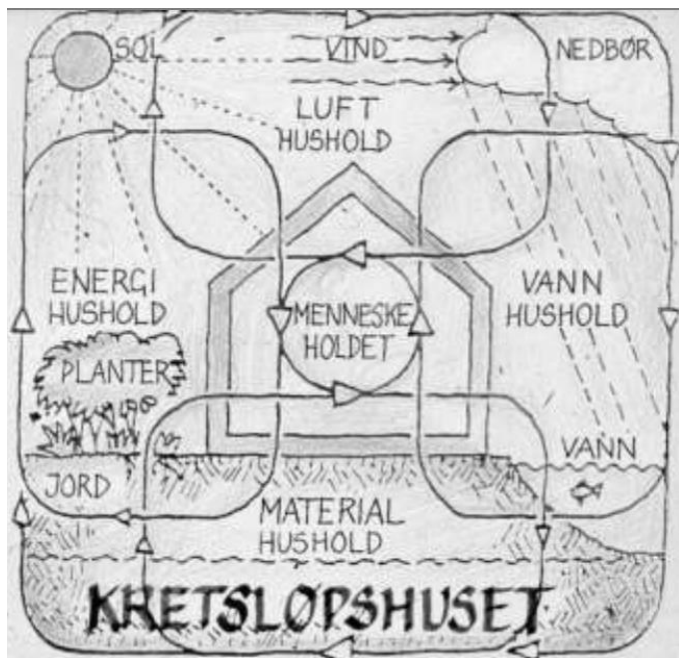 SOL
VIND
NEDBØR
LUFT
HUSHOLD
ENERGI
HUSHOLD
MENNESKE
HOLDET
VANN
HUSHOLD
PLANTER
VANN
JORD
MATERIAL
HUSHOLD
KRETSLØPSHUSET